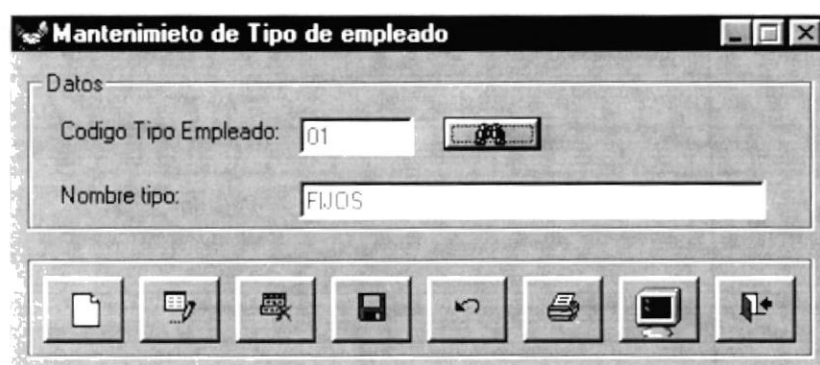 Mantenimieto de Tipo de empleado
Datos
Codigo Tipo Empleado: 01
Nombre tipo: FIJOS